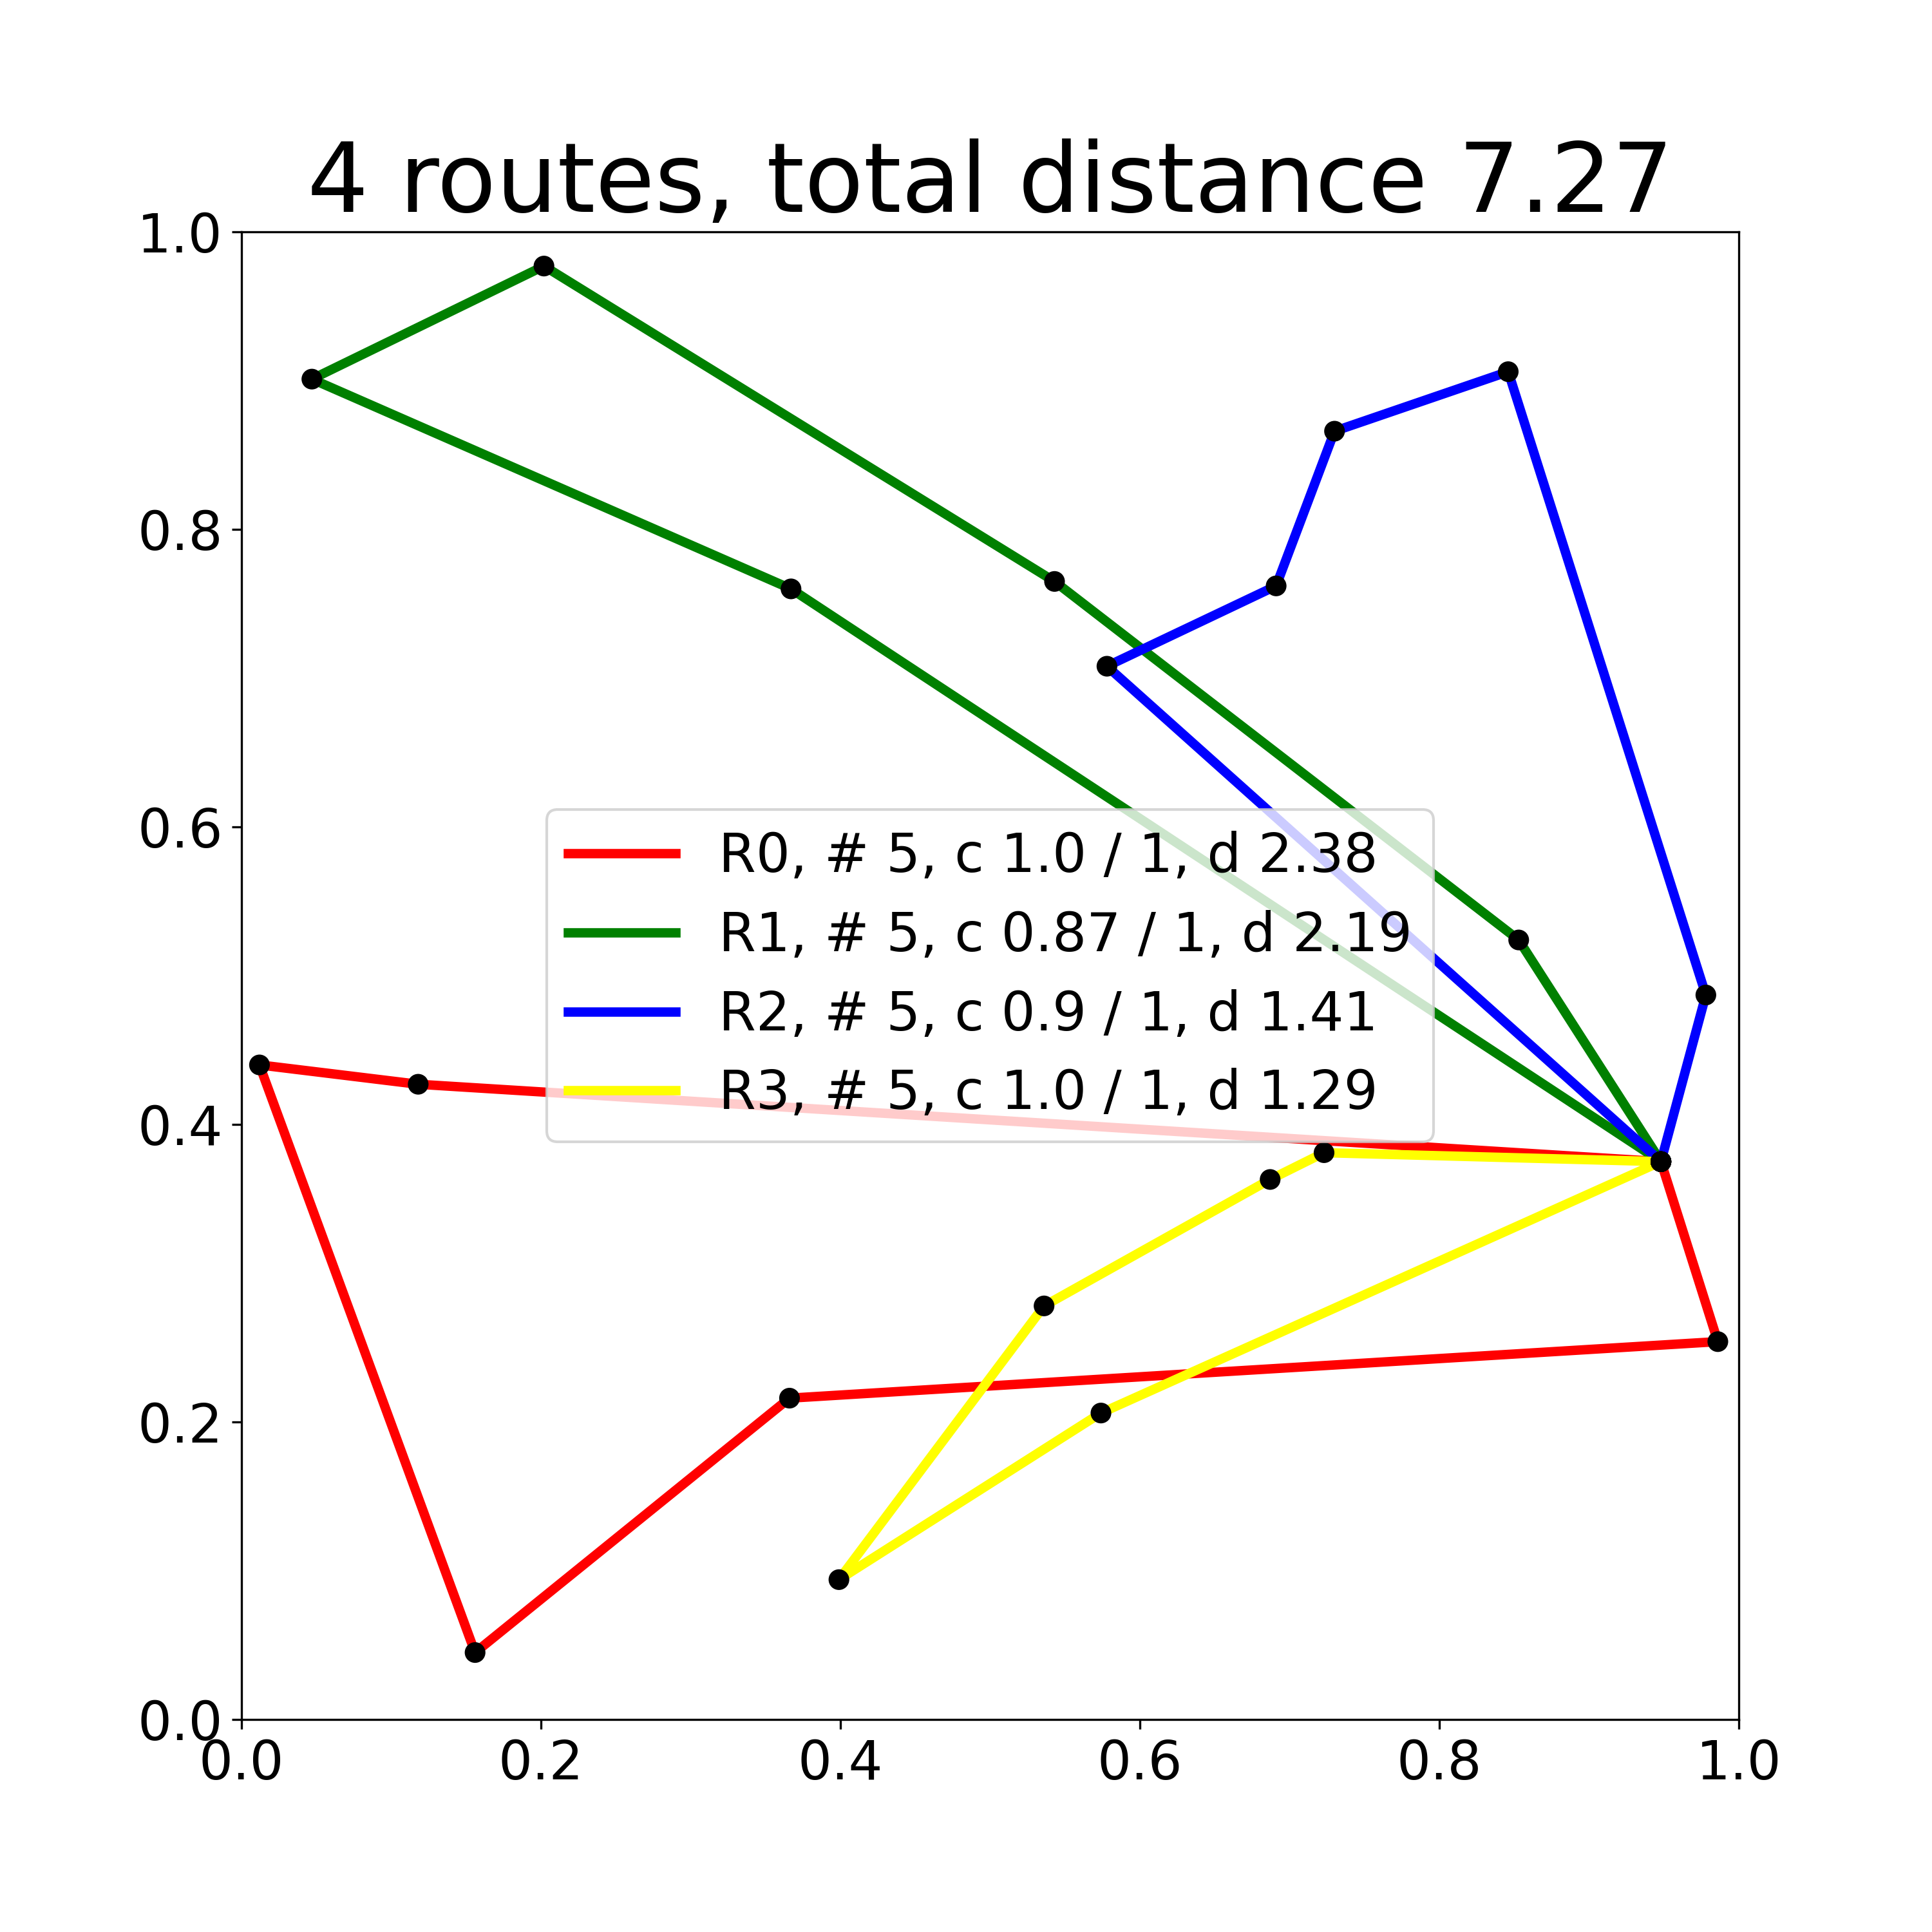 4 routes, total distance 7.27
1.0
0.8
0.6
0.4
0.2
0.0
R0, # 5, c 1.0 / 1, d 2.38
R1, # 5, c 0.87 / 1, d 2.19
R2, # 5, c 0.9 / 1, d 1.41
R3, # 5, c 1.0 / 1, d 1.29
0.0 0.2 0.4 0.6 0.8 1.0